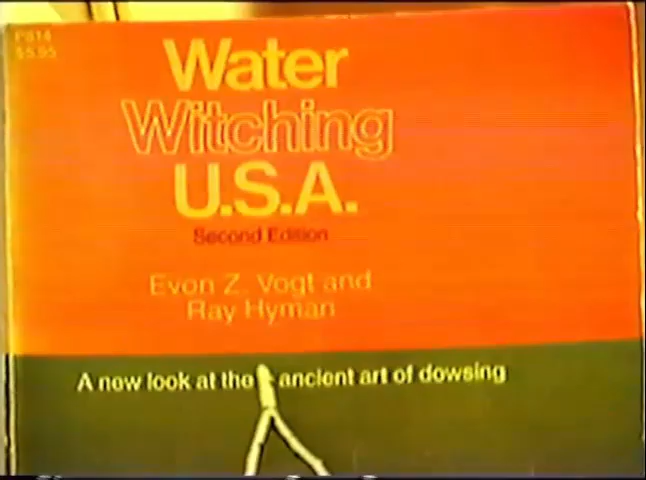 P814
$5.95
Water
Witching
U.S.A.
Second Edition
Evon Z. Vogt and
Ray Hyman
A new look at the ancient art of dowsing